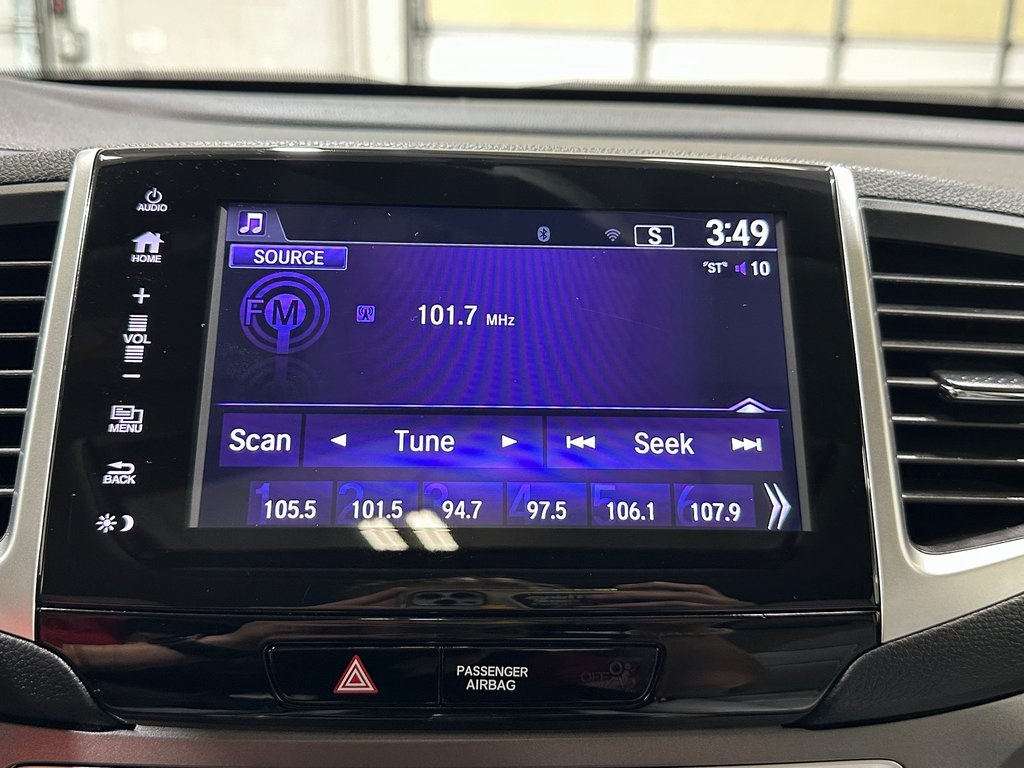 AUDIO
HOME
+
VOL
−
MENU
BACK
S 3:49
SOURCE
"ST" 10
FM
101.7 MHz
Scan Tune Seek
1 105.5
2 101.5
3 94.7
4 97.5
5 106.1
6 107.9
PASSENGER
AIRBAG
OFF